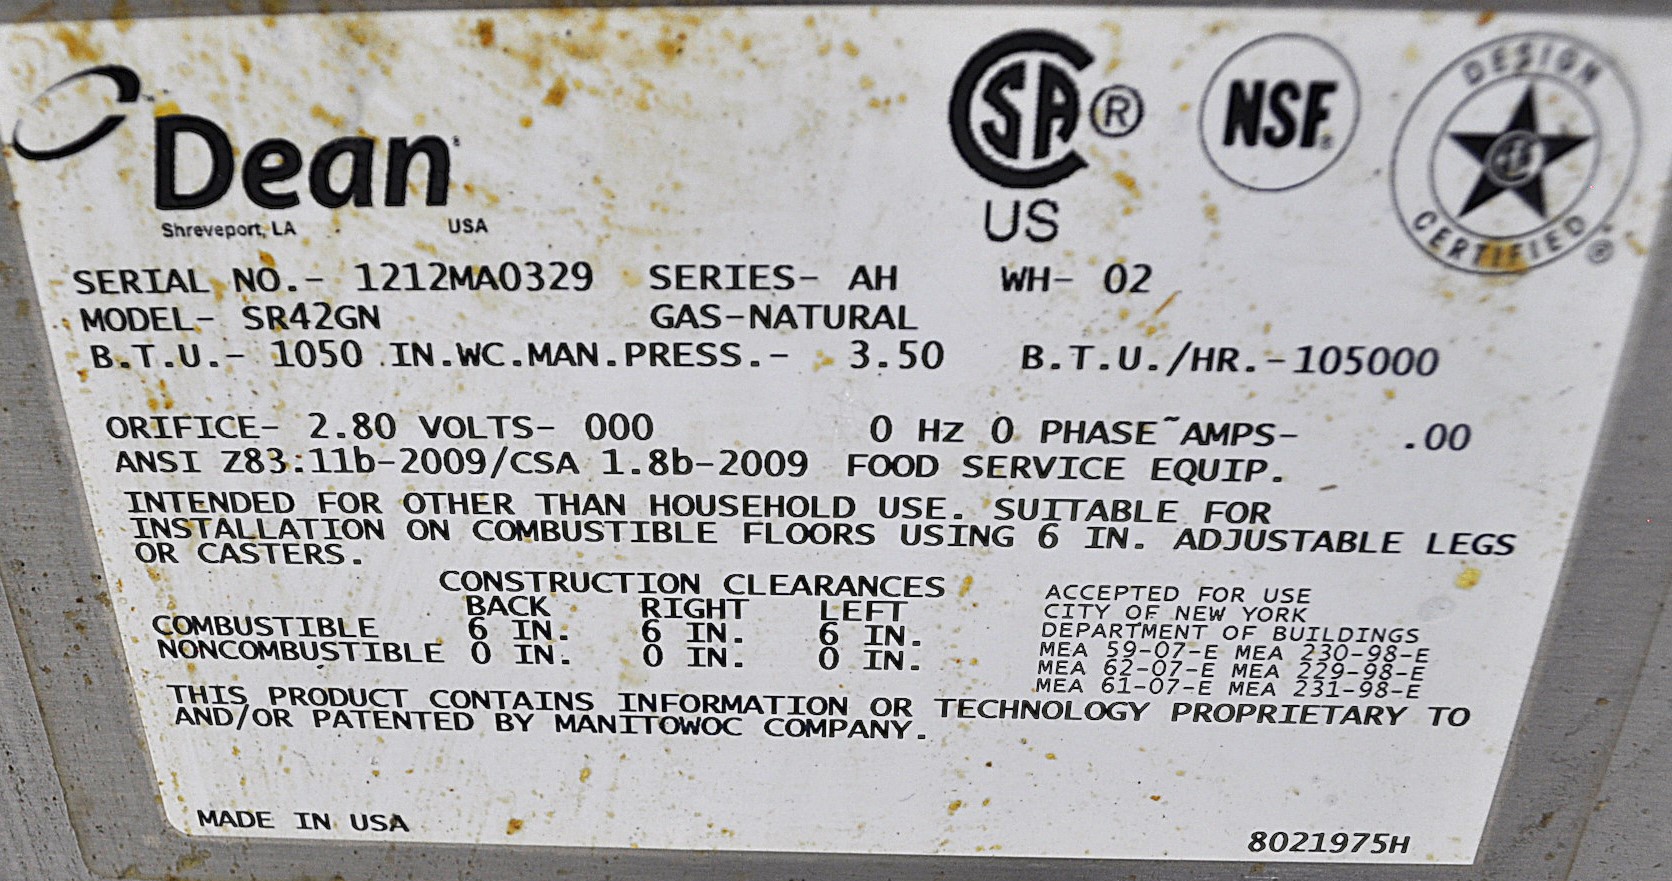 Dean
Shreveport, LA USA
CSA®
US
NSF®
DESIGN
CERTIFIED®
SERIAL NO.- 1212MA0329 SERIES- AH WH- 02
MODEL- SR42GN GAS-NATURAL
B.T.U.- 1050 IN.WC.MAN.PRESS.- 3.50 B.T.U./HR.-105000
ORIFICE- 2.80 VOLTS- 000 0 Hz 0 PHASE~AMPS- .00
ANSI Z83.11b-2009/CSA 1.8b-2009 FOOD SERVICE EQUIP.
INTENDED FOR OTHER THAN HOUSEHOLD USE. SUITABLE FOR
INSTALLATION ON COMBUSTIBLE FLOORS USING 6 IN. ADJUSTABLE LEGS
OR CASTERS.
CONSTRUCTION CLEARANCES
BACK RIGHT LEFT
COMBUSTIBLE 6 IN. 6 IN. 6 IN.
NONCOMBUSTIBLE 0 IN. 0 IN. 0 IN.
ACCEPTED FOR USE
CITY OF NEW YORK
DEPARTMENT OF BUILDINGS
MEA 59-07-E MEA 230-98-E
MEA 62-07-E MEA 229-98-E
MEA 61-07-E MEA 231-98-E
THIS PRODUCT CONTAINS INFORMATION OR TECHNOLOGY PROPRIETARY TO
AND/OR PATENTED BY MANITOWOC COMPANY.
MADE IN USA
8021975H